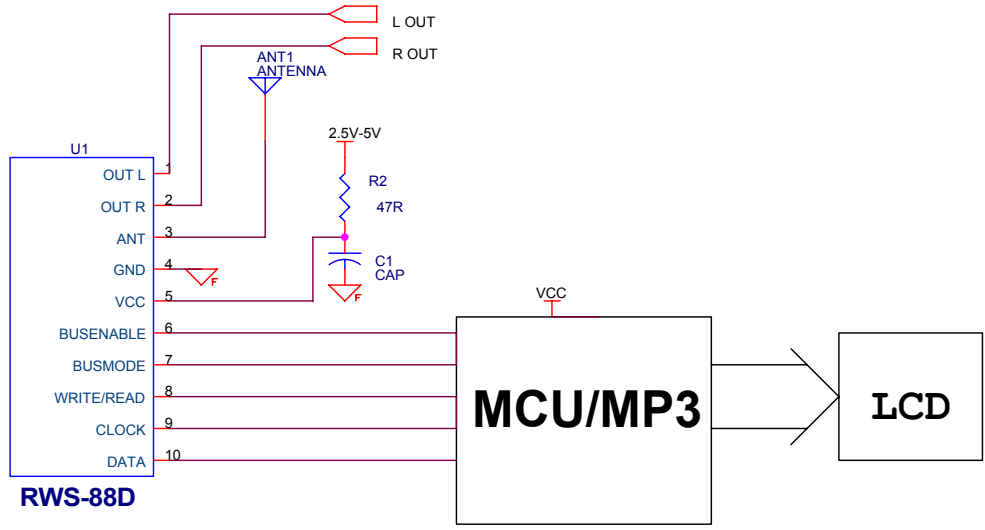 L OUT
R OUT
ANT1
ANTENNA
2.5V-5V
U1
R2
47R
OUT L 1
OUT R 2
ANT 3
GND 4
F
VCC 5
C1
CAP
F
VCC
BUSENABLE 6
BUSMODE 7
WRITE/READ 8
CLOCK 9
DATA 10
MCU/MP3
LCD
RWS-88D